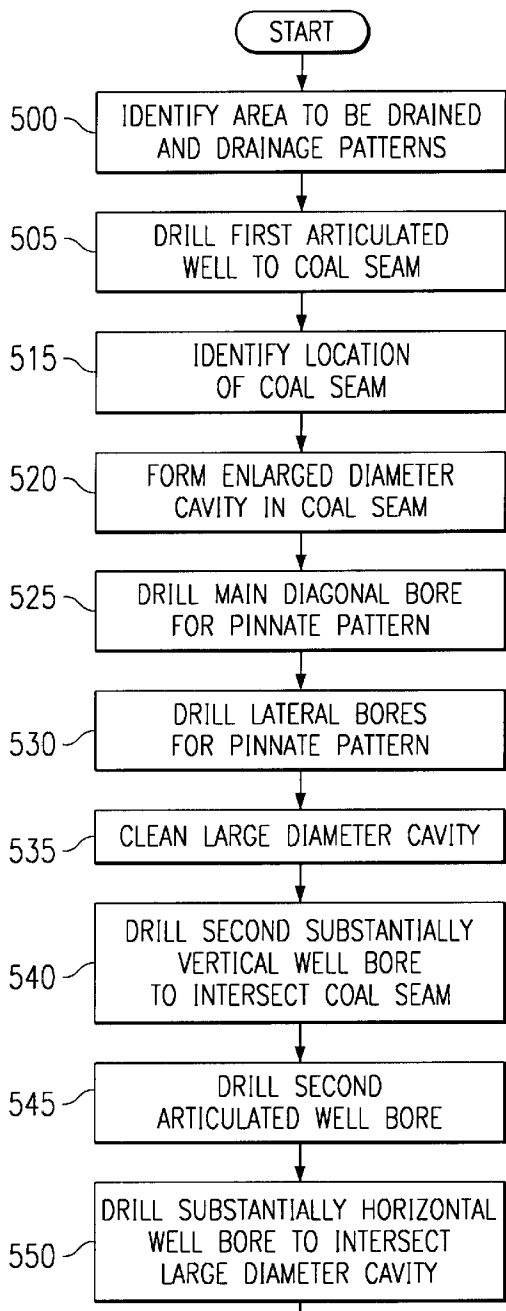 START
500
IDENTIFY AREA TO BE DRAINED
AND DRAINAGE PATTERNS
505
DRILL FIRST ARTICULATED
WELL TO COAL SEAM
515
IDENTIFY LOCATION
OF COAL SEAM
520
FORM ENLARGED DIAMETER
CAVITY IN COAL SEAM
525
DRILL MAIN DIAGONAL BORE
FOR PINNATE PATTERN
530
DRILL LATERAL BORES
FOR PINNATE PATTERN
535
CLEAN LARGE DIAMETER CAVITY
540
DRILL SECOND SUBSTANTIALLY
VERTICAL WELL BORE
TO INTERSECT COAL SEAM
545
DRILL SECOND
ARTICULATED WELL BORE
550
DRILL SUBSTANTIALLY HORIZONTAL
WELL BORE TO INTERSECT
LARGE DIAMETER CAVITY